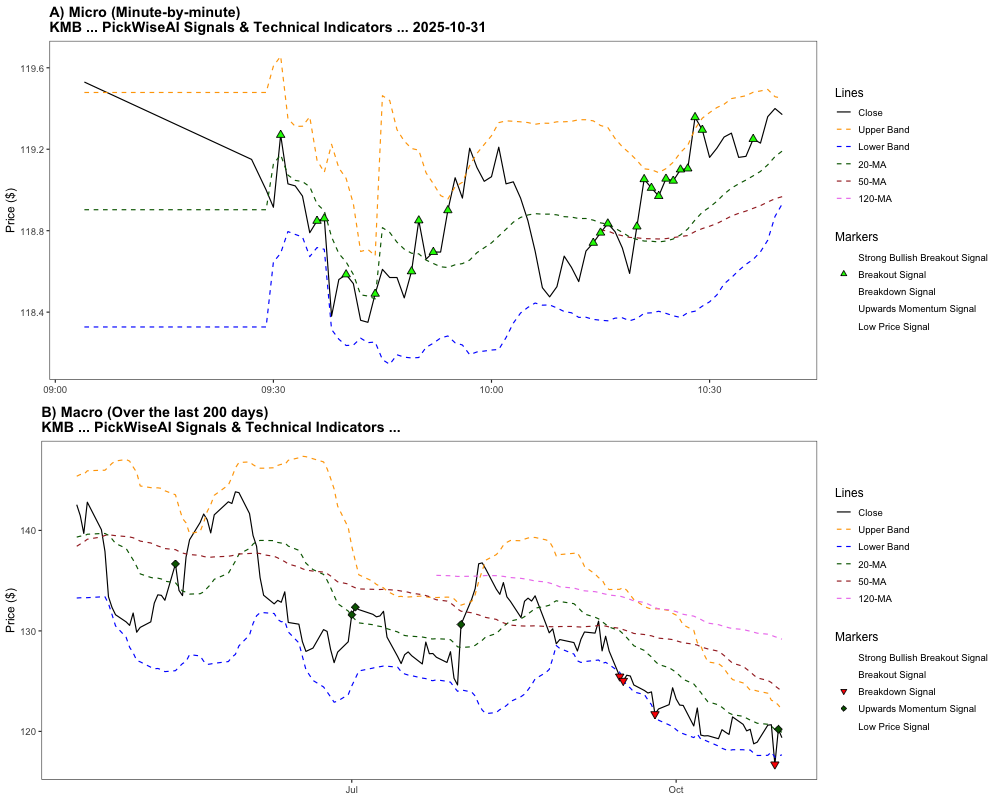 A) Micro (Minute-by-minute)
KMB ... PickWiseAI Signals & Technical Indicators ... 2025-10-31
Price ($)
119.6
119.2
118.8
118.4
09:00
09:30
10:00
10:30
Lines
Close
Upper Band
Lower Band
20-MA
50-MA
120-MA
Markers
Strong Bullish Breakout Signal
Breakout Signal
Breakdown Signal
Upwards Momentum Signal
Low Price Signal
B) Macro (Over the last 200 days)
KMB ... PickWiseAI Signals & Technical Indicators ...
Price ($)
140
130
120
Jul
Oct
Lines
Close
Upper Band
Lower Band
20-MA
50-MA
120-MA
Markers
Strong Bullish Breakout Signal
Breakout Signal
Breakdown Signal
Upwards Momentum Signal
Low Price Signal